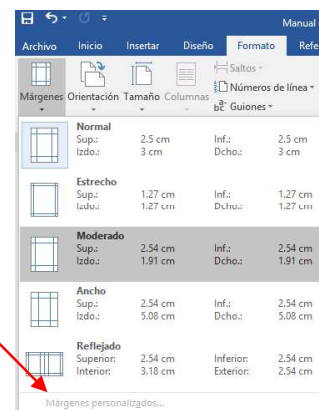 Manual
Archivo Inicio Insertar Diseño Formato Refe
Saltos
Números de línea
Márgenes Orientación Tamaño Columnas
bc Guiones
Normal
Sup.: 2.5 cm Inf.: 2.5 cm
Izdo.: 3 cm Dcho.: 3 cm
Estrecho
Sup.: 1.27 cm Inf.: 1.27 cm
Izdo.: 1.27 cm Dcho.: 1.27 cm
Moderado
Sup.: 2.54 cm Inf.: 2.54 cm
Izdo.: 1.91 cm Dcho.: 1.91 cm
Ancho
Sup.: 2.54 cm Inf.: 2.54 cm
Izdo.: 5.08 cm Dcho.: 5.08 cm
Reflejado
Superior: 2.54 cm Inferior: 2.54 cm
Interior: 3.18 cm Exterior: 2.54 cm
Márgenes personalizados...